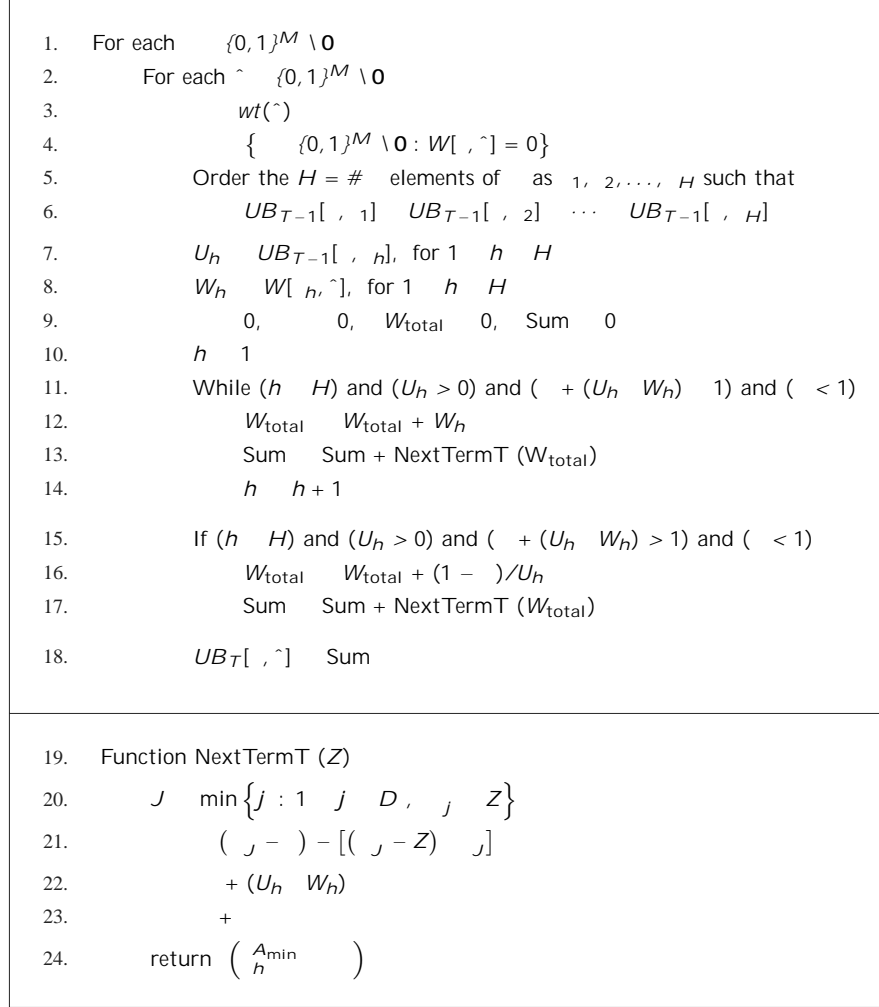 1. For each {0,1}^M \ 0
2. For each ˆ {0,1}^M \ 0
3. wt(ˆ)
4. { {0,1}^M \ 0 : W[ , ˆ] = 0}
5. Order the H = # elements of as 1, 2,..., H such that
6. UB_{T−1}[ , 1] UB_{T−1}[ , 2] ··· UB_{T−1}[ , H]
7. U_h UB_{T−1}[ , h], for 1 h H
8. W_h W[ h, ˆ], for 1 h H
9. 0, 0, W_total 0, Sum 0
10. h 1
11. While (h H) and (U_h > 0) and ( + (U_h W_h) 1) and ( < 1)
12. W_total W_total + W_h
13. Sum Sum + NextTermT (W_total)
14. h h + 1
15. If (h H) and (U_h > 0) and ( + (U_h W_h) > 1) and ( < 1)
16. W_total W_total + (1 − )/U_h
17. Sum Sum + NextTermT (W_total)
18. UB_T[ , ˆ] Sum
19. Function NextTermT (Z)
20. J min{j : 1 j D , j Z}
21. ( J − ) − [( J − Z) J]
22. + (U_h W_h)
23. +
24. return ( A_min h )